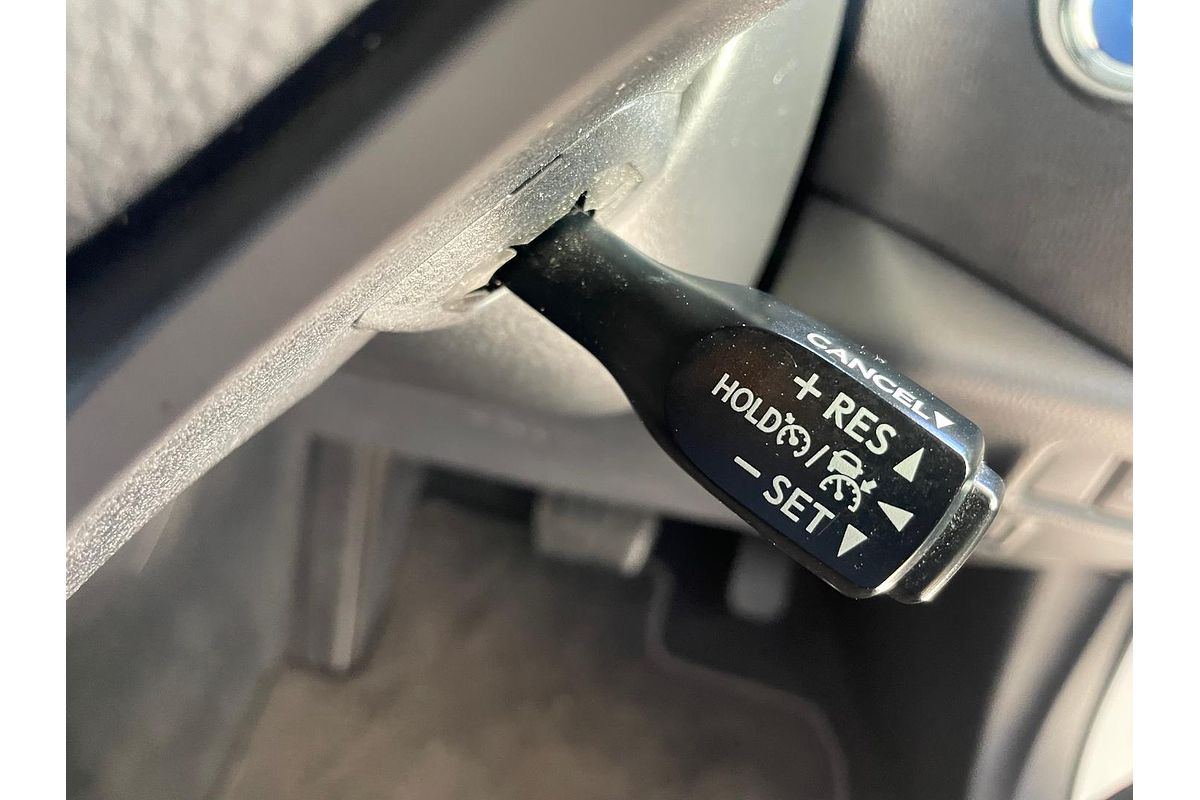 CANCEL▼
+ RES ▲
HOLD / ◀
- SET ▼